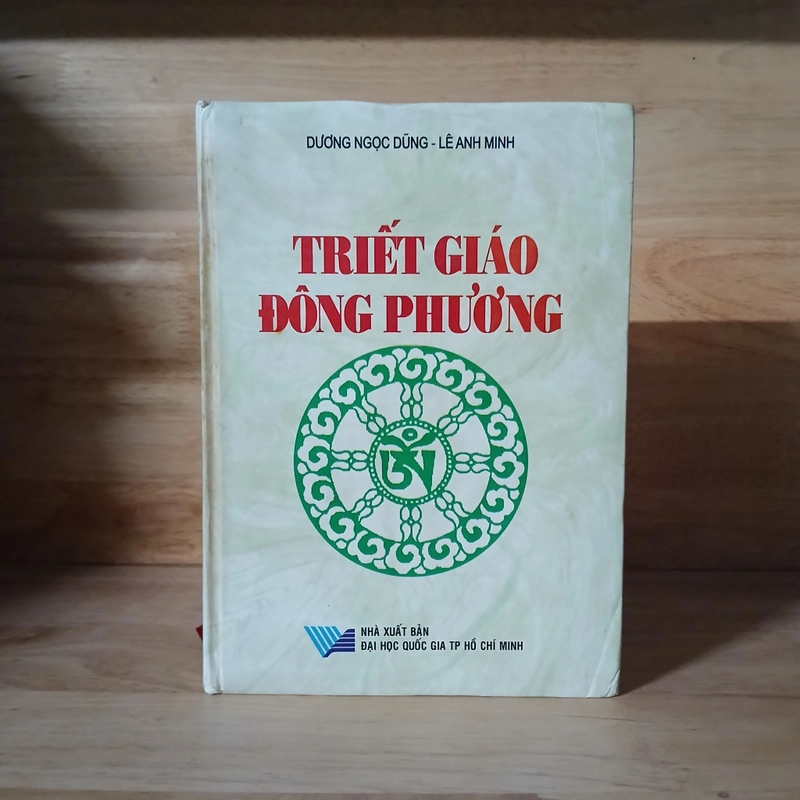 DƯƠNG NGỌC DŨNG - LÊ ANH MINH
TRIẾT GIÁO
ĐÔNG PHƯƠNG
ༀ
NHÀ XUẤT BẢN
ĐẠI HỌC QUỐC GIA TP HỒ CHÍ MINH